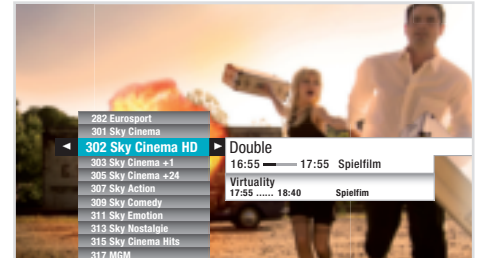 282 Eurosport
301 Sky Cinema
302 Sky Cinema HD
303 Sky Cinema +1
305 Sky Cinema +24
307 Sky Action
309 Sky Comedy
311 Sky Emotion
313 Sky Nostalgie
315 Sky Cinema Hits
317 MGM
Double
16:55 17:55 Spielfilm
Virtuality
17:55 ...... 18:40 Spielfim